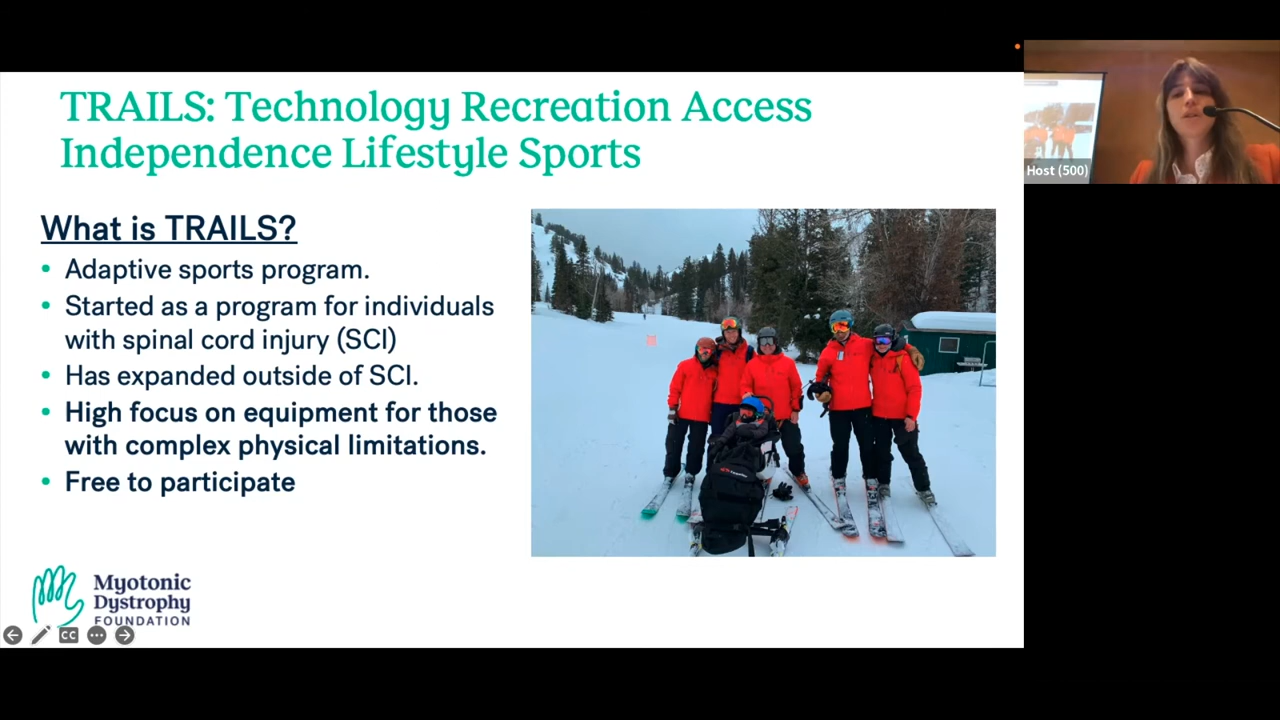 TRAILS: Technology Recreation Access
Independence Lifestyle Sports
What is TRAILS?
• Adaptive sports program.
• Started as a program for individuals
with spinal cord injury (SCI)
• Has expanded outside of SCI.
• High focus on equipment for those
with complex physical limitations.
• Free to participate
Myotonic
Dystrophy
FOUNDATION
CC
Host (500)